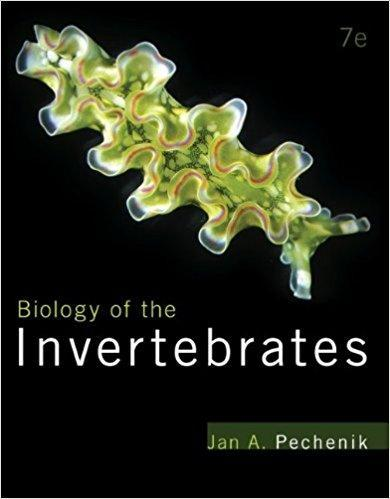 7e
Biology of the
Invertebrates
Jan A. Pechenik